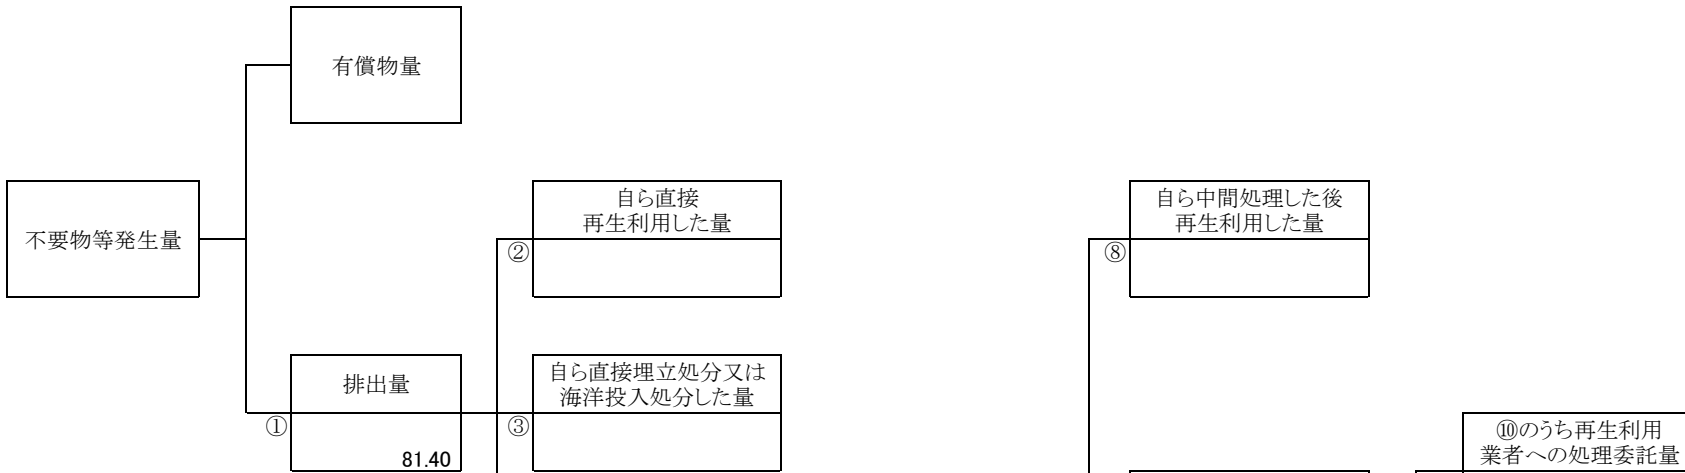 有償物量
不要物等発生量
自ら直接
再生利用した量
②
自ら中間処理した後
再生利用した量
⑧
排出量
①
81.40
自ら直接埋立処分又は
海洋投入処分した量
③
⑩のうち再生利用
業者への処理委託量